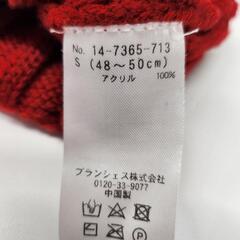 No. 14-7365-713
S (48～50cm)
アクリル 100%
ブランシェス株式会社
0120-33-9077
中国製